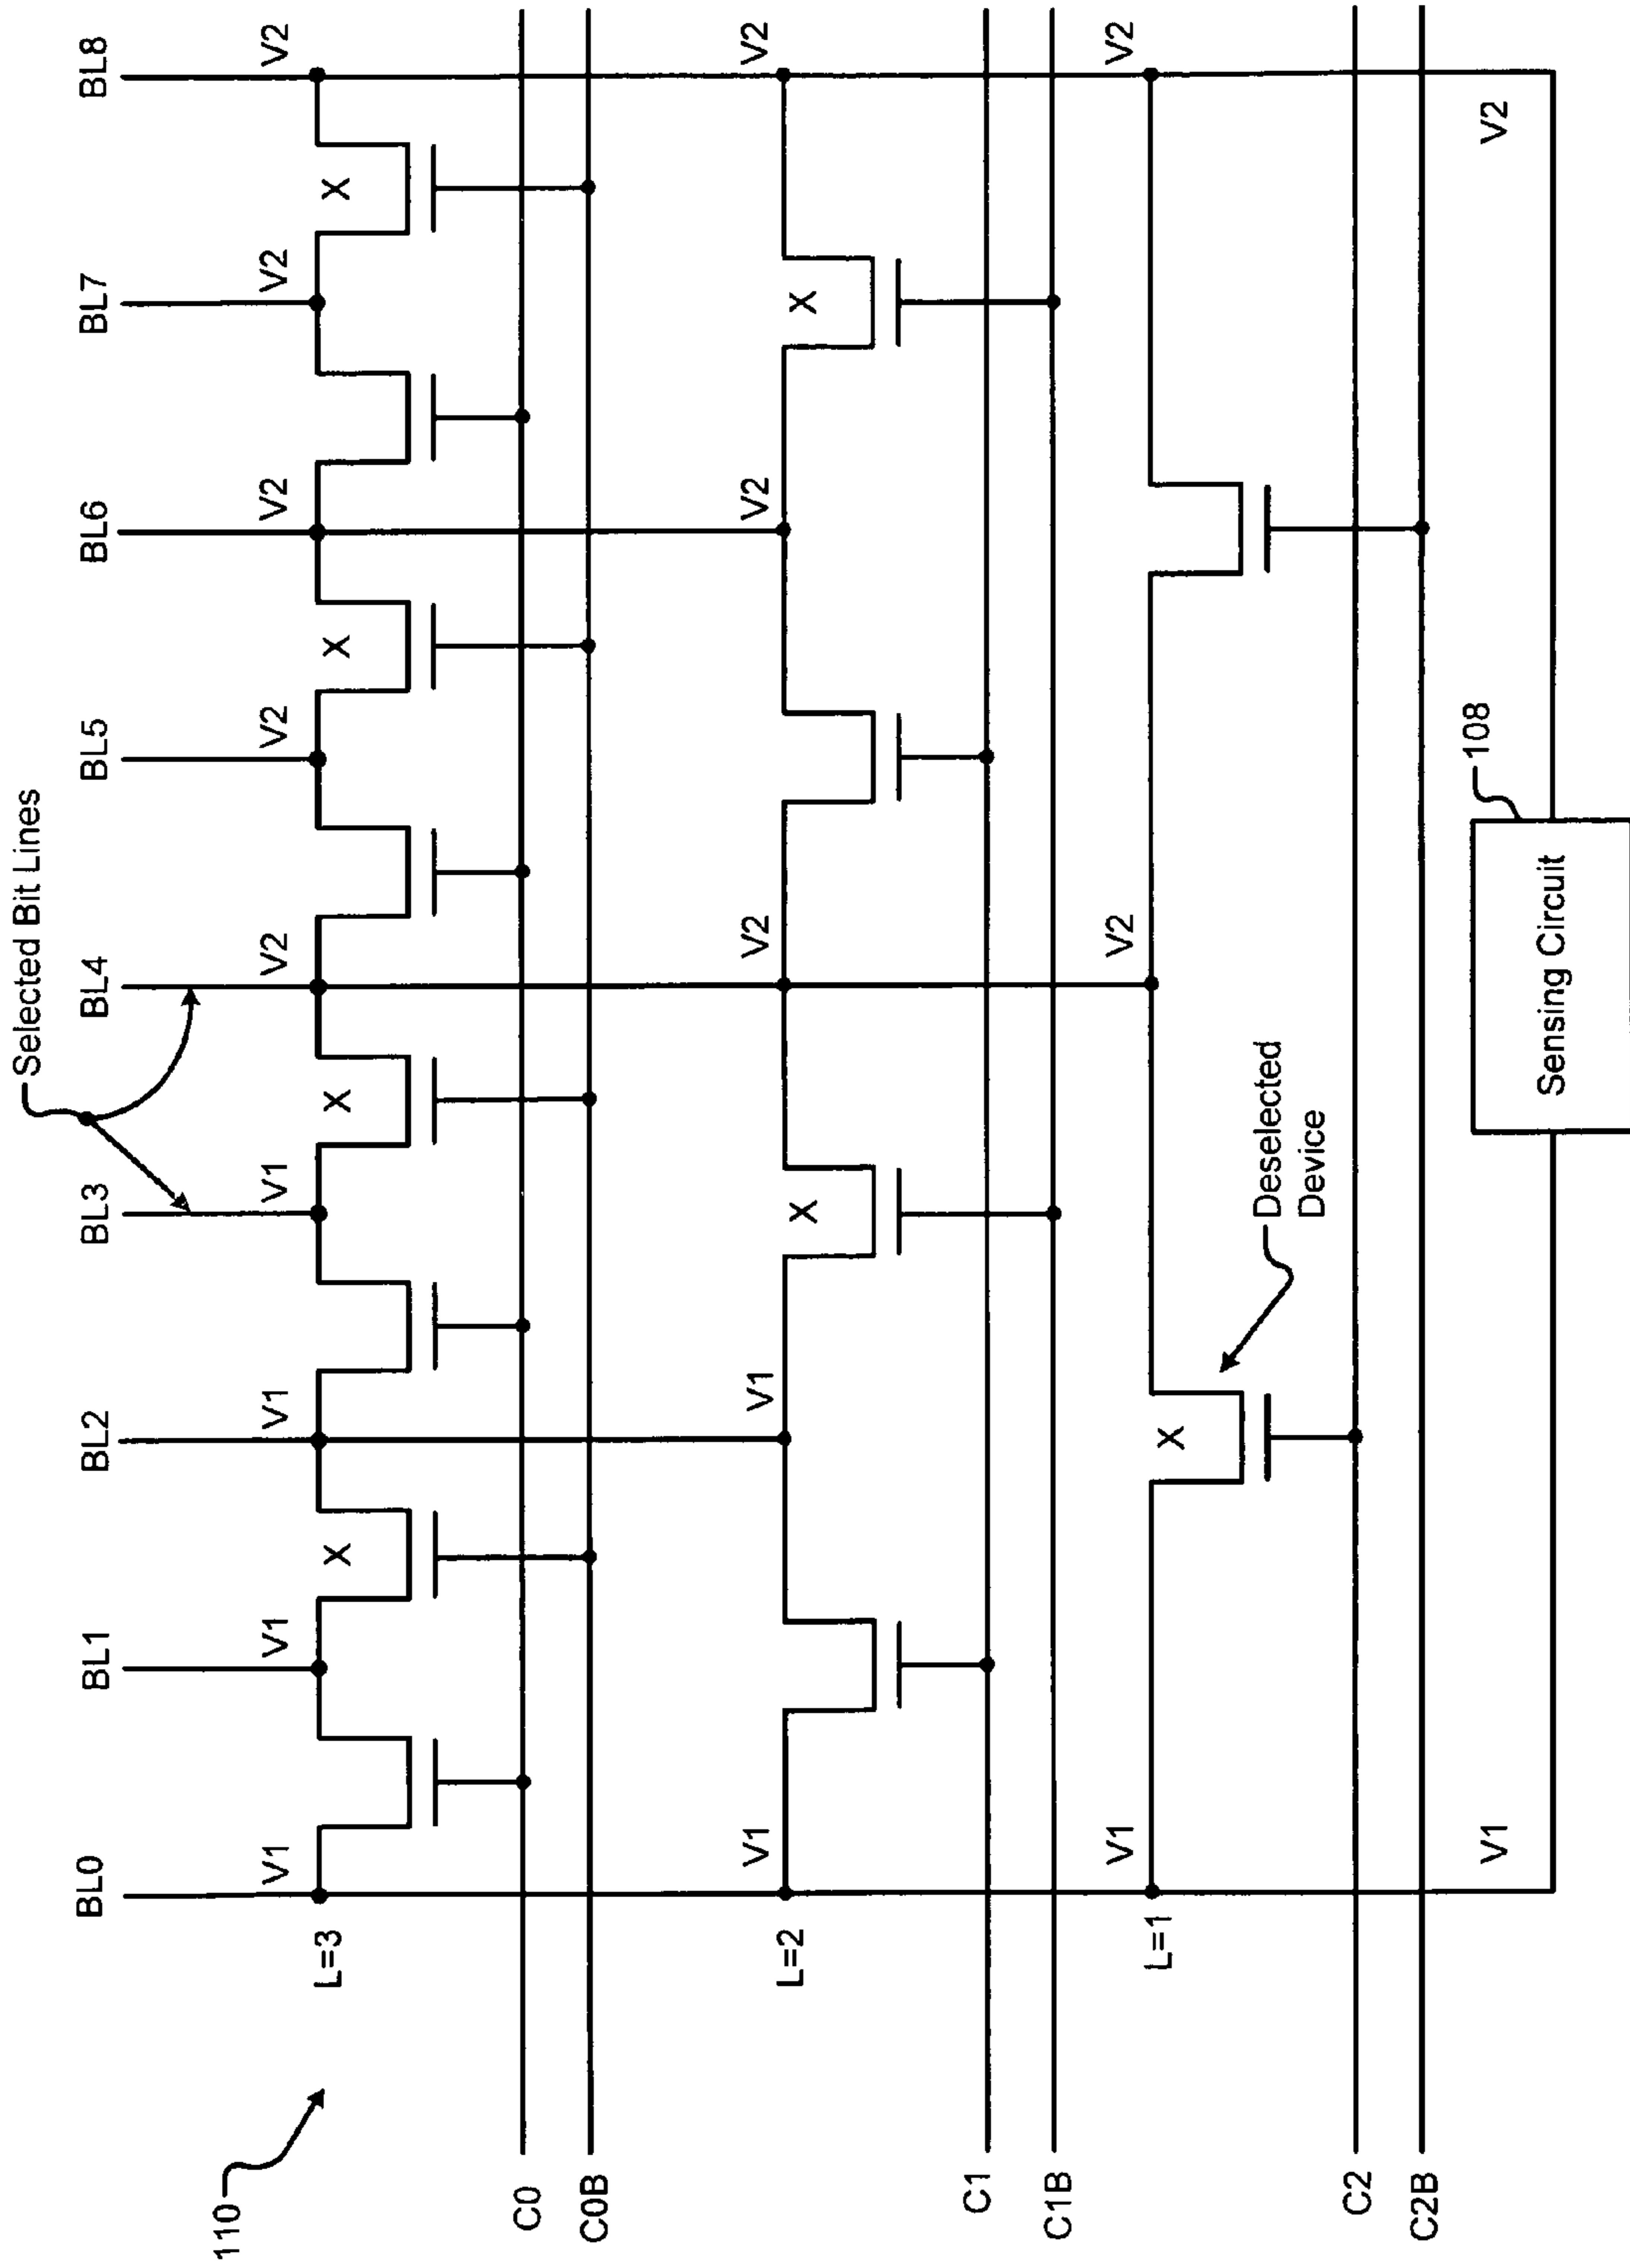 Selected Bit Lines
BL0 BL1 BL2 BL3 BL4 BL5 BL6 BL7 BL8
V1 V1 V1 V1 V2 V2 V2 V2 V2
110
L=3
X X X X
C0
C0B
V1 V1 V2 V2 V2
L=2
X X
C1
C1B
V1 V2 V2
L=1
X
Deselected
Device
C2
C2B
V1 V2
108
Sensing Circuit